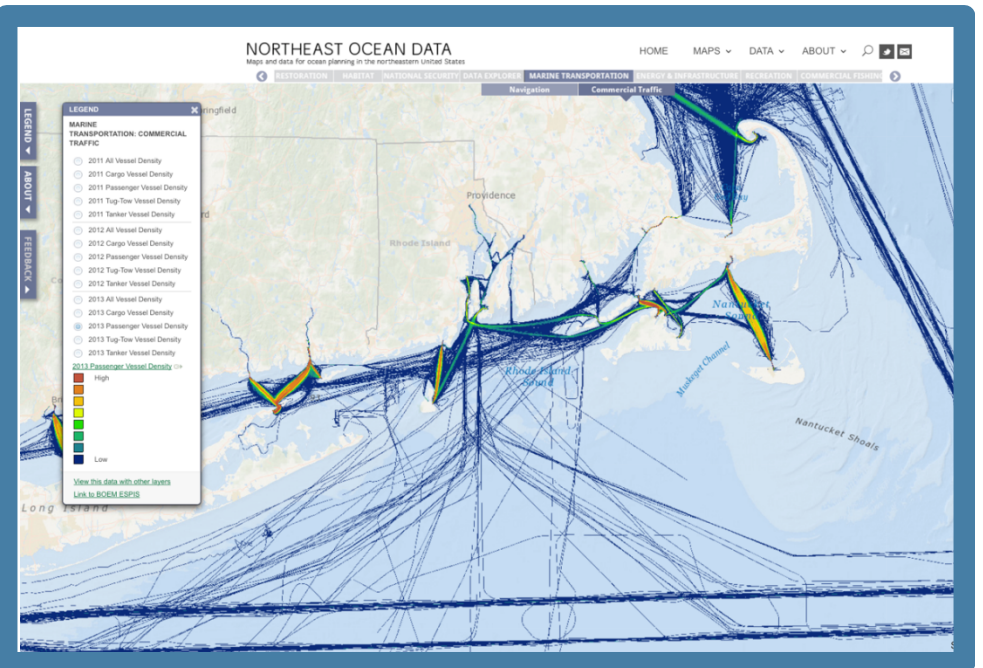 NORTHEAST OCEAN DATA
Maps and data for ocean planning in the northeastern United States
HOME MAPS DATA ABOUT
RESTORATION HABITAT NATIONAL SECURITY DATA EXPLORER MARINE TRANSPORTATION ENERGY & INFRASTRUCTURE RECREATION COMMERCIAL FISHING
Navigation Commercial Traffic
LEGEND
ABOUT
FEEDBACK
LEGEND
MARINE
TRANSPORTATION: COMMERCIAL
TRAFFIC
2011 All Vessel Density
2011 Cargo Vessel Density
2011 Passenger Vessel Density
2011 Tug-Tow Vessel Density
2011 Tanker Vessel Density
2012 All Vessel Density
2012 Cargo Vessel Density
2012 Passenger Vessel Density
2012 Tug-Tow Vessel Density
2012 Tanker Vessel Density
2013 All Vessel Density
2013 Cargo Vessel Density
2013 Passenger Vessel Density
2013 Tug-Tow Vessel Density
2013 Tanker Vessel Density
2013 Passenger Vessel Density
High
Low
View this data with other layers
Link to BOEM ESPIS
Providence
Rhode Island
Nantucket
Sound
Rhode Island
Sound
Muskeget Channel
Nantucket Shoals
Long Island